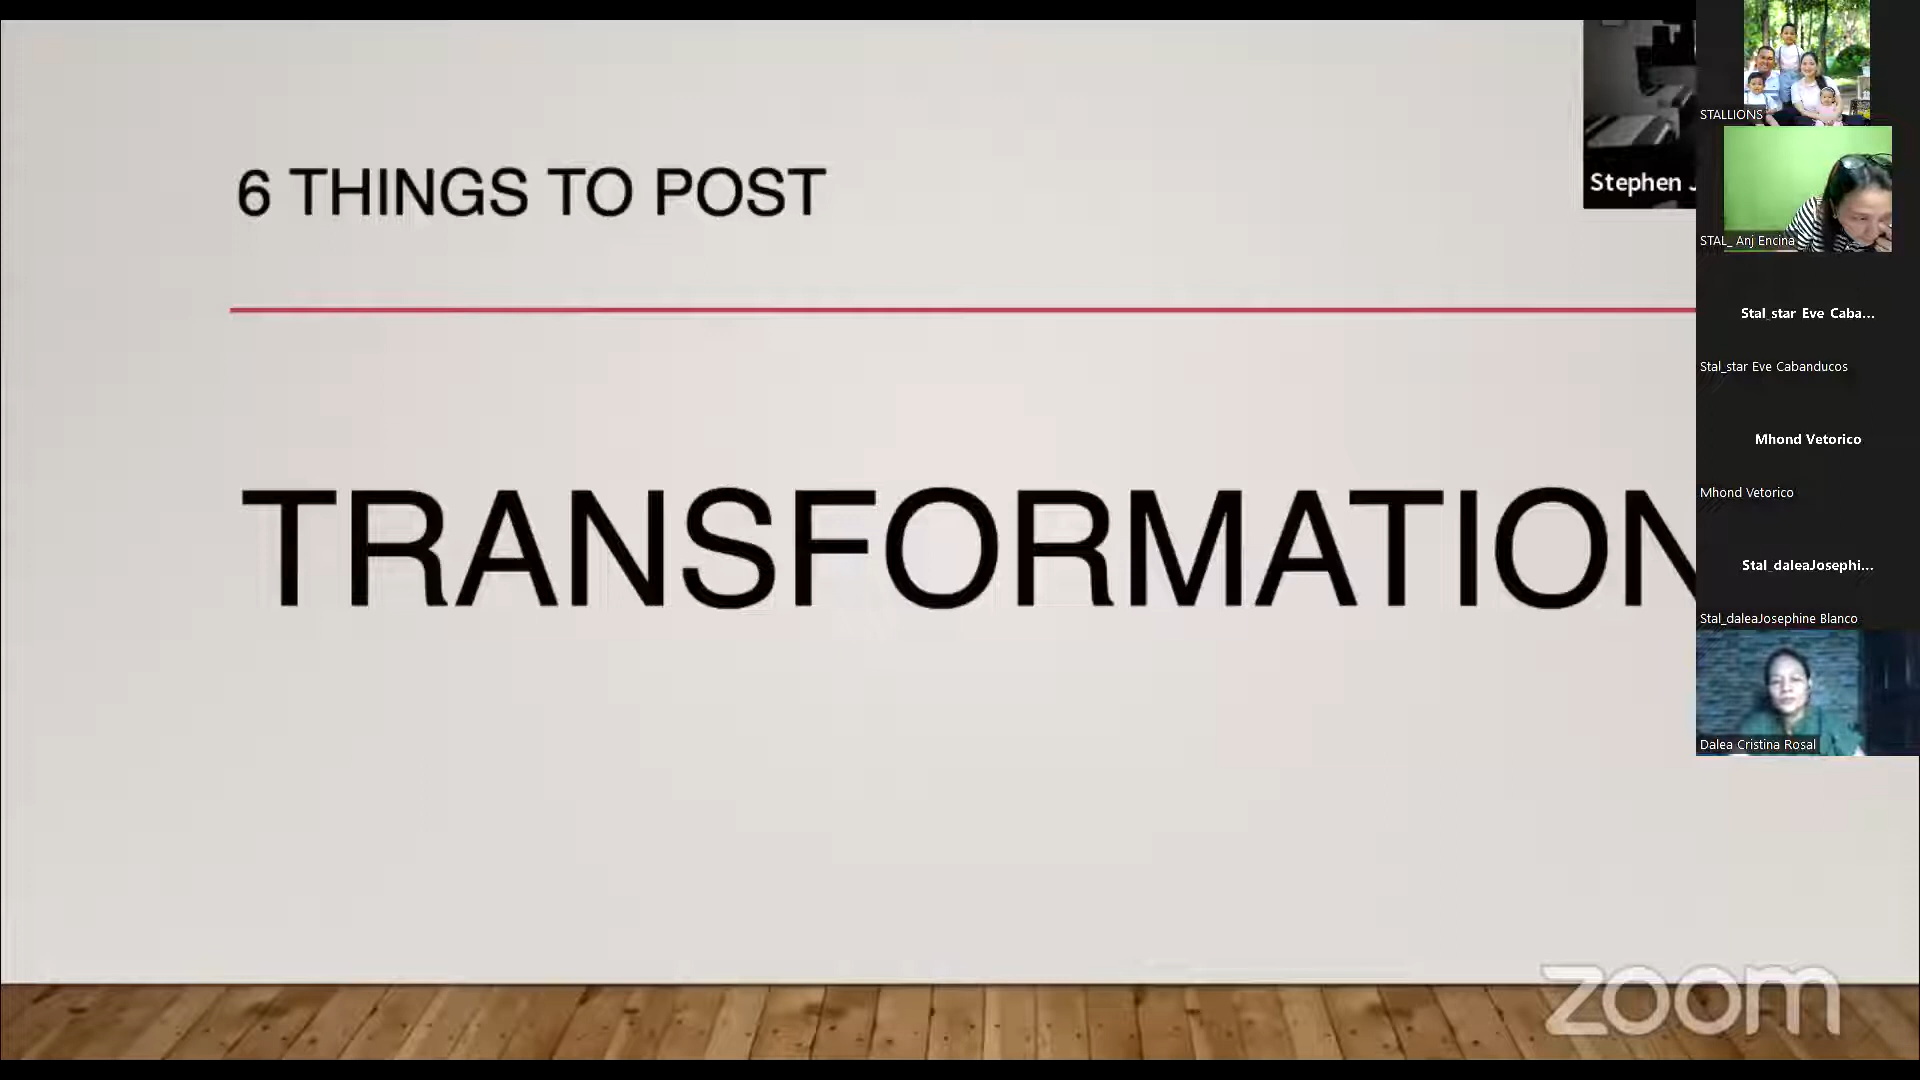 6 THINGS TO POST
TRANSFORMATION
Stephen J
STALLIONS
STAL_ Anj Encina
Stal_star Eve Caba...
Stal_star Eve Cabanducos
Mhond Vetorico
Mhond Vetorico
Stal_daleaJosephi...
Stal_daleaJosephine Blanco
Dalea Cristina Rosal
zoom